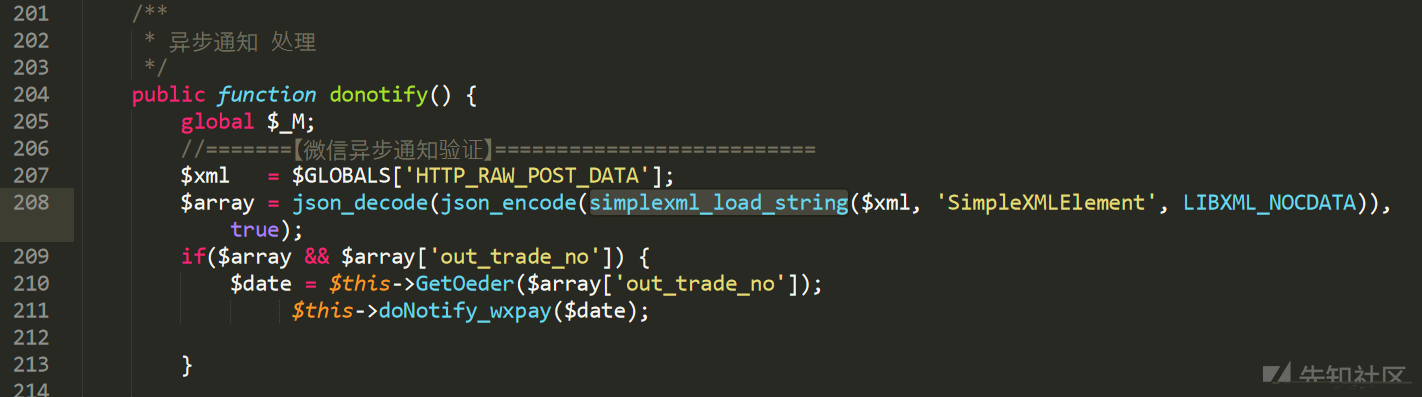 201 /**
202 * 异步通知 处理
203 */
204 public function donotify() {
205 global $_M;
206 //=======【微信异步通知验证】==========================
207 $xml = $GLOBALS['HTTP_RAW_POST_DATA'];
208 $array = json_decode(json_encode(simplexml_load_string($xml, 'SimpleXMLElement', LIBXML_NOCDATA)),
true);
209 if($array && $array['out_trade_no']) {
210 $date = $this->GetOeder($array['out_trade_no']);
211 $this->doNotify_wxpay($date);
212
213 }
214
先知社区